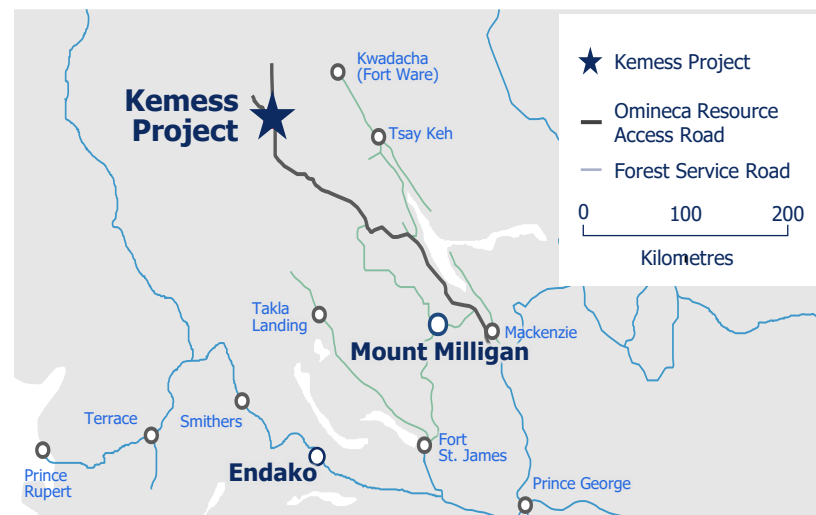 Kwadacha
(Fort Ware)
Kemess
Project
Tsay Keh
Kemess Project
Omineca Resource
Access Road
Forest Service Road
0
100
200
Kilometres
Takla
Landing
Mount Milligan
Mackenzie
Terrace
Smithers
Fort
St. James
Endako
Prince
Rupert
Prince George